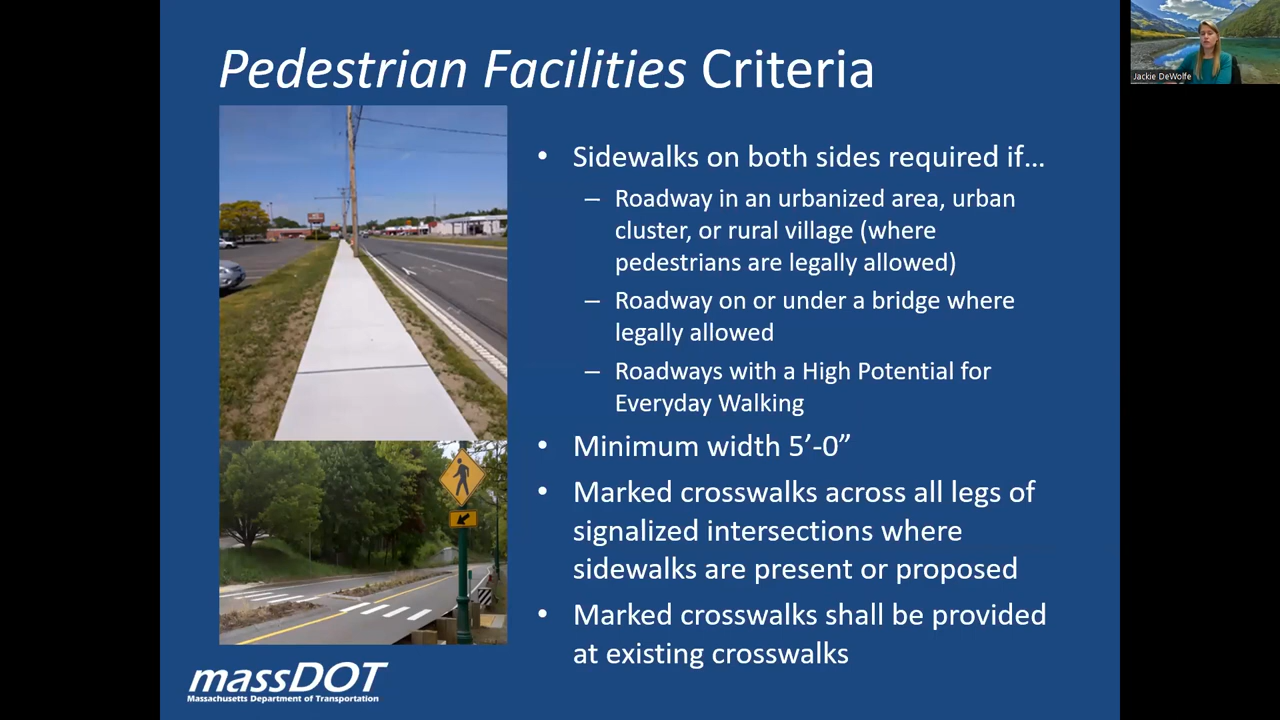 Pedestrian Facilities Criteria
• Sidewalks on both sides required if…
– Roadway in an urbanized area, urban
cluster, or rural village (where
pedestrians are legally allowed)
– Roadway on or under a bridge where
legally allowed
– Roadways with a High Potential for
Everyday Walking
• Minimum width 5’-0”
• Marked crosswalks across all legs of
signalized intersections where
sidewalks are present or proposed
• Marked crosswalks shall be provided
at existing crosswalks
massDOT
Massachusetts Department of Transportation
Jackie DeWolfe